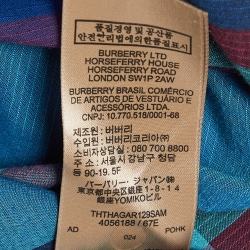 품질경영 및 공산품
안전관리법에 의한 품질표시
BURBERRY LTD
HORSEFERRY HOUSE
HORSEFERRY ROAD
LONDON SW1P 2AW
BURBERRY BRASIL COMÉRCIO
DE ARTIGOS DE VESTUÁRIO E
ACESSÓRIOS LTDA.
CNPJ: 10.770.518/0001-68
제조원 : 버버리
수입원 : 버버리코리아(주)
소비자상담실 : 080 700 8800
주소 : 서울시 강남구 청담
동 90-19.5F
バーバリー・ジャパン㈱
中央区銀座 1-8-14
銀座YOMIKOビル
THTHAGAR129SAM
4056188 / 67E
AD
POHK
024